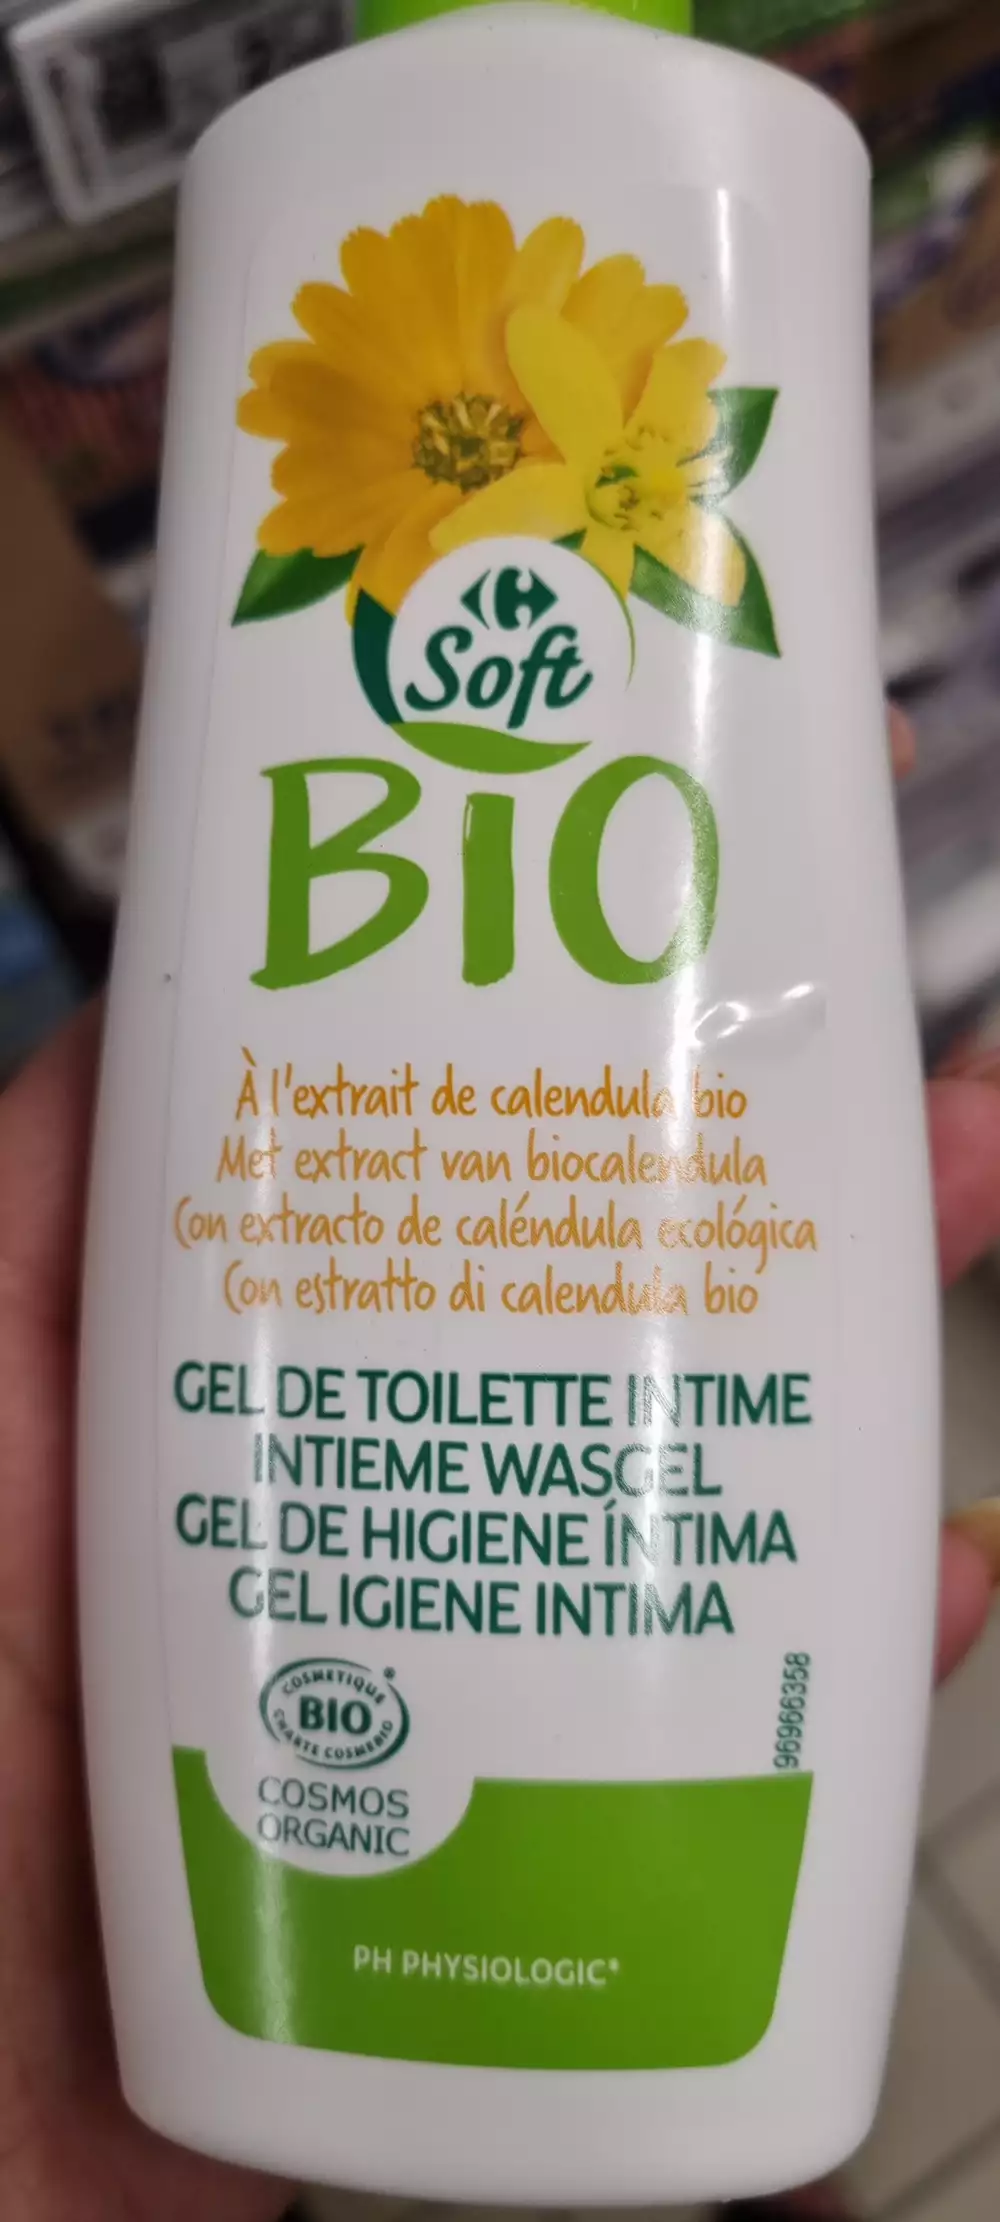 Soft
BIO
À l'extrait de calendula bio
Met extract van biocalendula
Con extracto de caléndula ecológica
Con estratto di calendula bio
GEL DE TOILETTE INTIME
INTIEME WASGEL
GEL DE HIGIENE ÍNTIMA
GEL IGIENE INTIMA
COSMETIQUE
®
BIO
CHARTE COSMEBIO
96966358
COSMOS
ORGANIC
PH PHYSIOLOGIC*